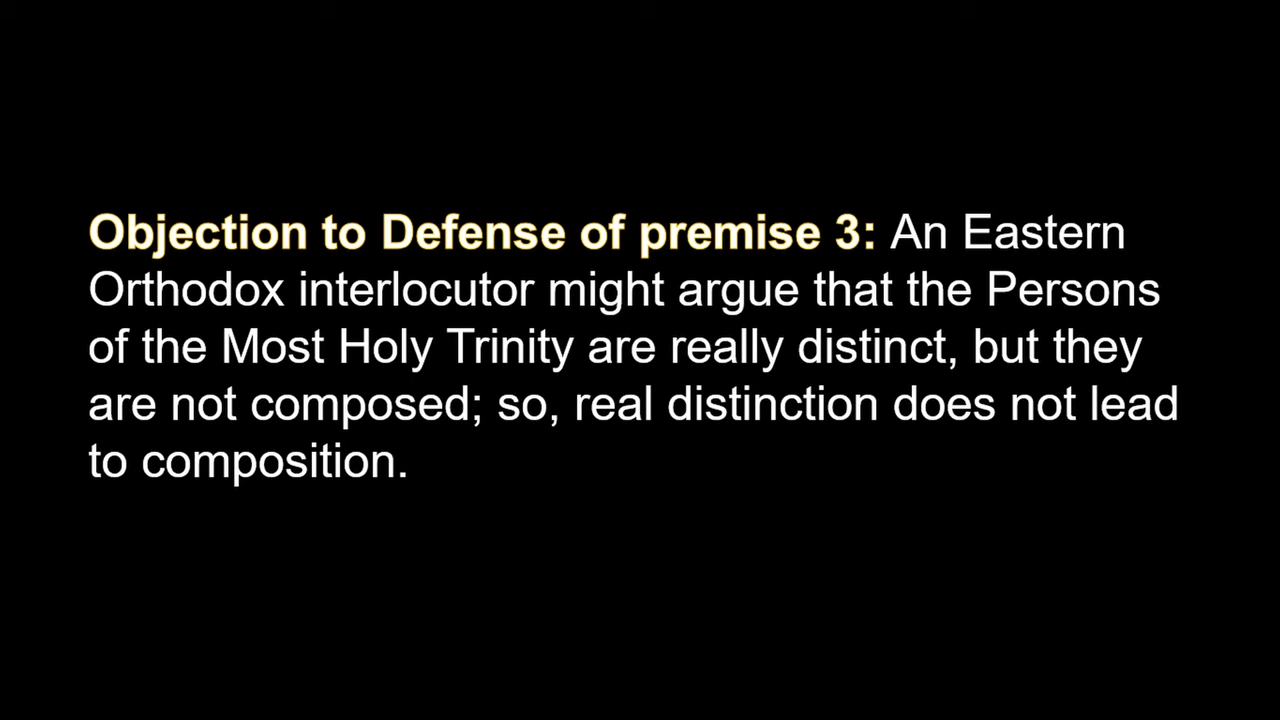 Objection to Defense of premise 3: An Eastern
Orthodox interlocutor might argue that the Persons
of the Most Holy Trinity are really distinct, but they
are not composed; so, real distinction does not lead
to composition.